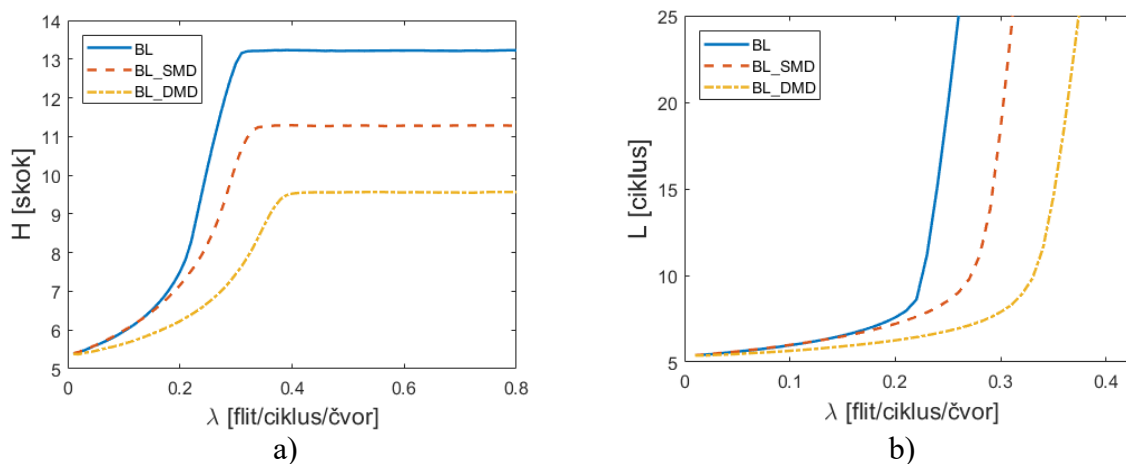 14
13
12
11
10
9
8
7
6
5
H [skok]
BL
BL_SMD
BL_DMD
0
0.2
0.4
0.6
0.8
λ [flit/ciklus/čvor]
a)
25
20
15
10
5
L [ciklus]
BL
BL_SMD
BL_DMD
0
0.1
0.2
0.3
0.4
λ [flit/ciklus/čvor]
b)